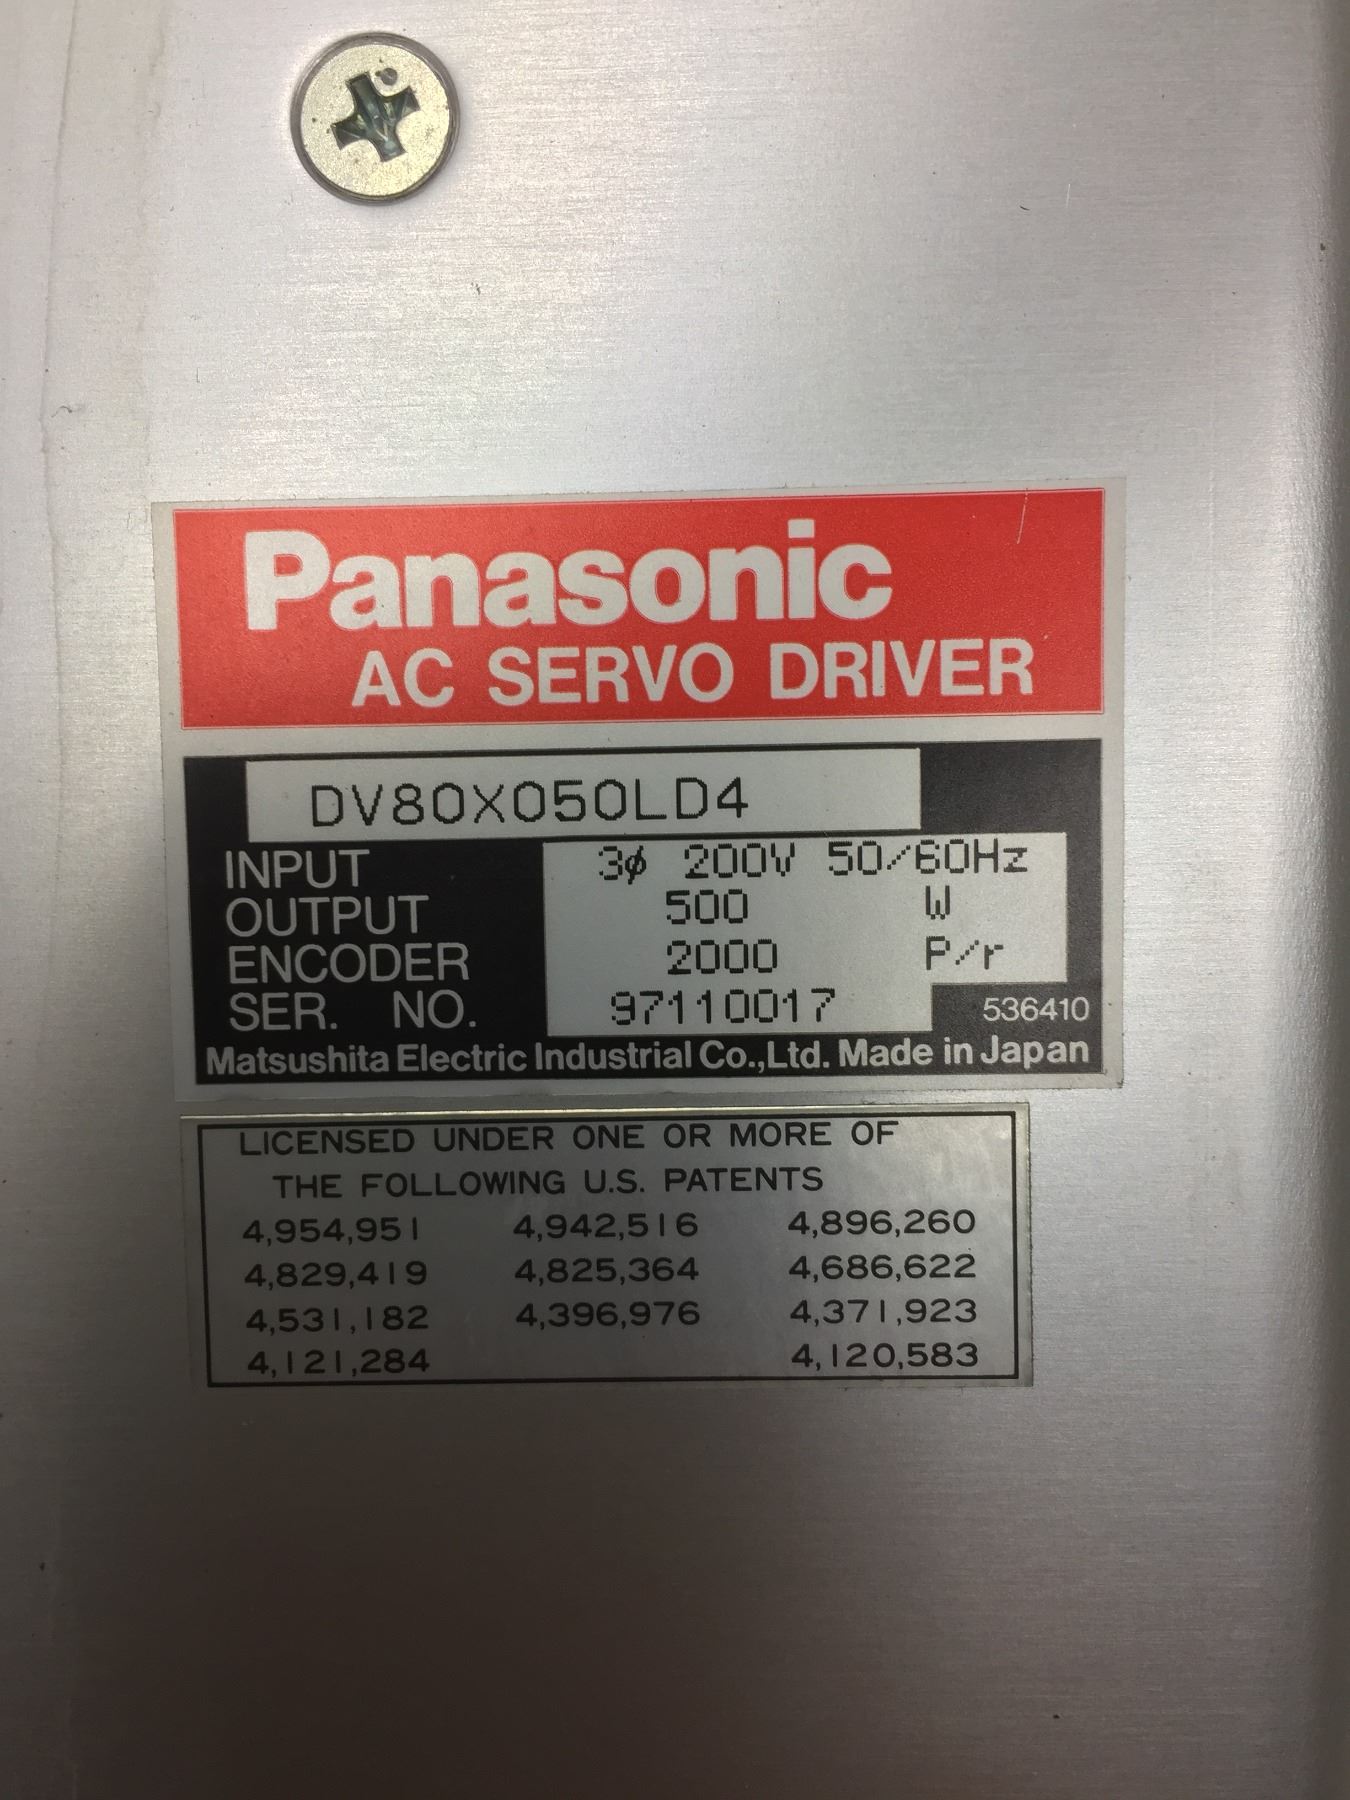 Panasonic
AC SERVO DRIVER
DV80X050LD4
INPUT 3ϕ 200V 50/60Hz
OUTPUT 500 W
ENCODER 2000 P/r
SER. NO. 97110017 536410
Matsushita Electric Industrial Co.,Ltd. Made in Japan
LICENSED UNDER ONE OR MORE OF
THE FOLLOWING U.S. PATENTS
4,954,951 4,942,516 4,896,260
4,829,419 4,825,364 4,686,622
4,531,182 4,396,976 4,371,923
4,121,284 4,120,583